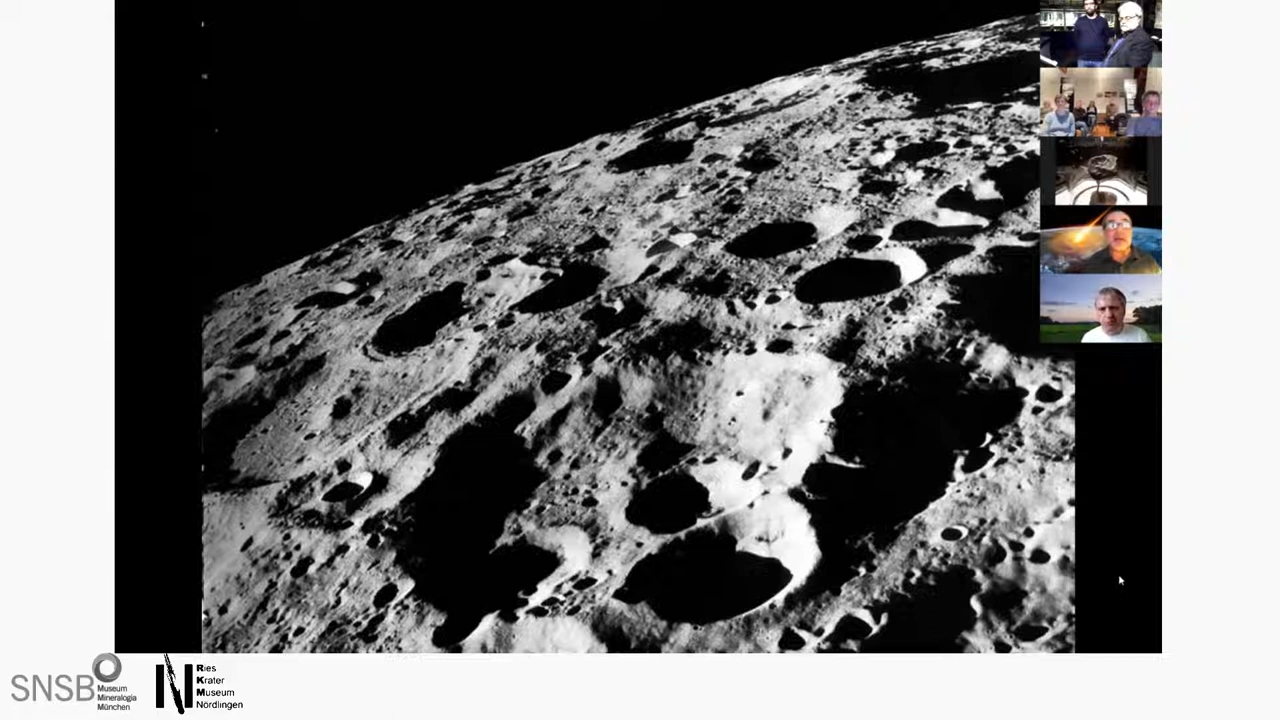 SNSB
Museum
Mineralogia
München
Ries
Krater
Museum
Nördlingen